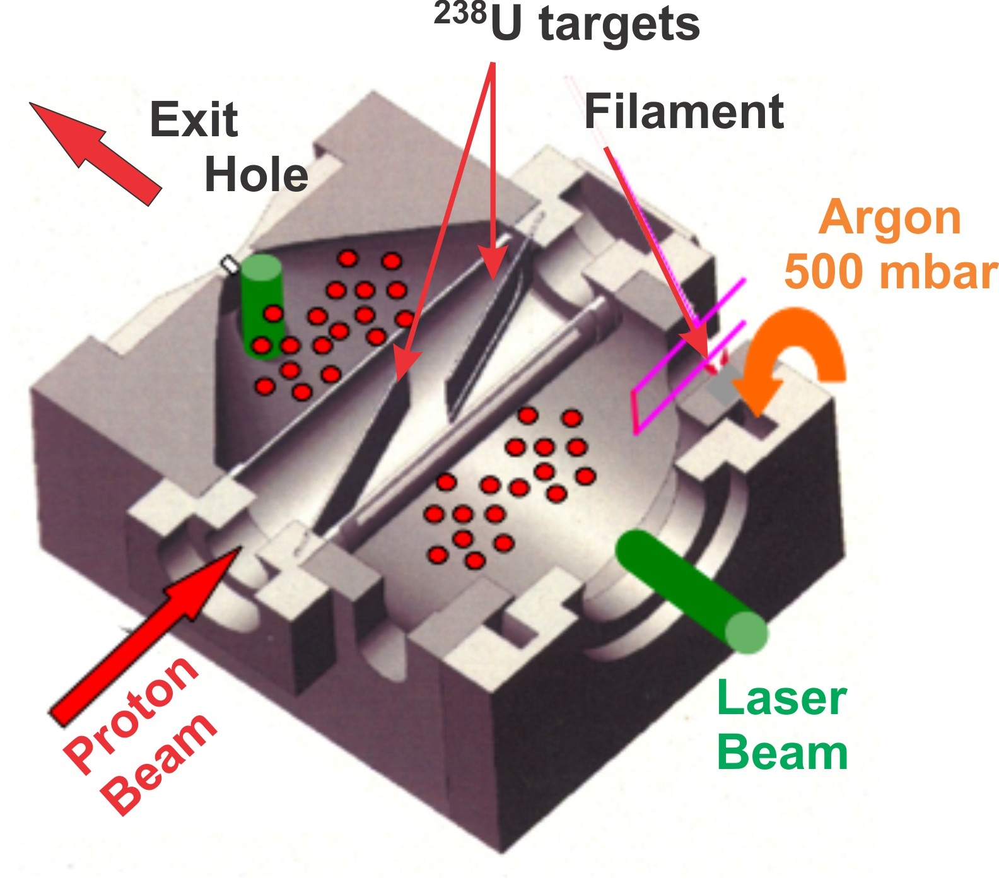 ²³⁸U targets
Exit
Hole
Filament
Argon
500 mbar
Proton
Beam
Laser
Beam